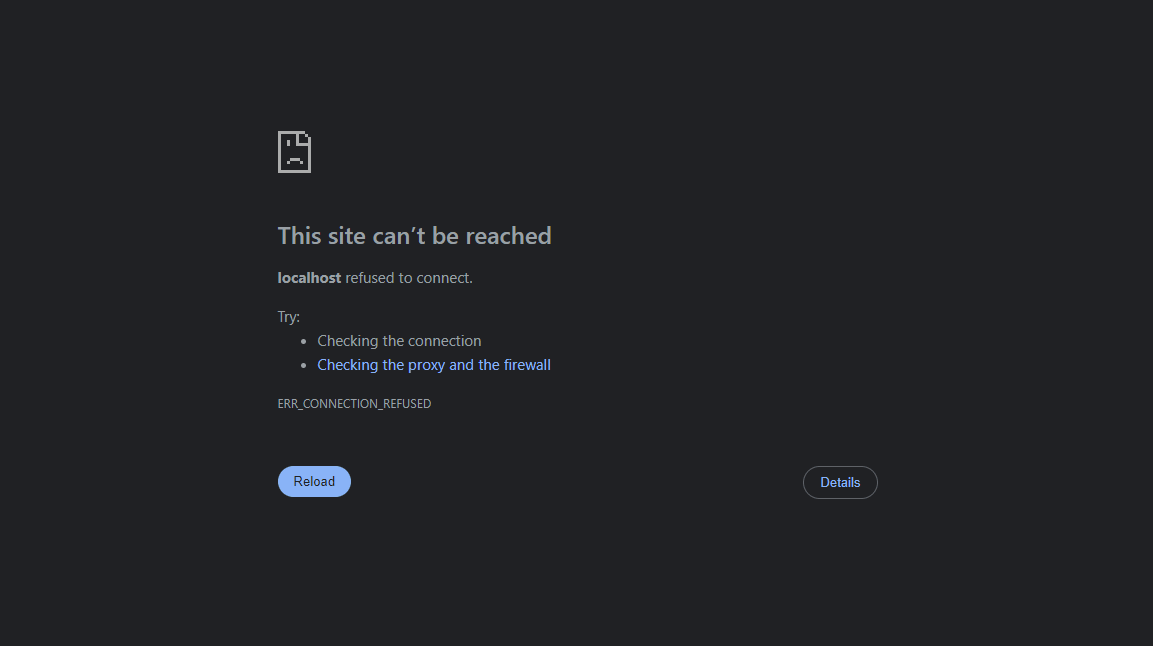 This site can’t be reached
localhost refused to connect.
Try:
Checking the connection
Checking the proxy and the firewall
ERR_CONNECTION_REFUSED
Reload
Details